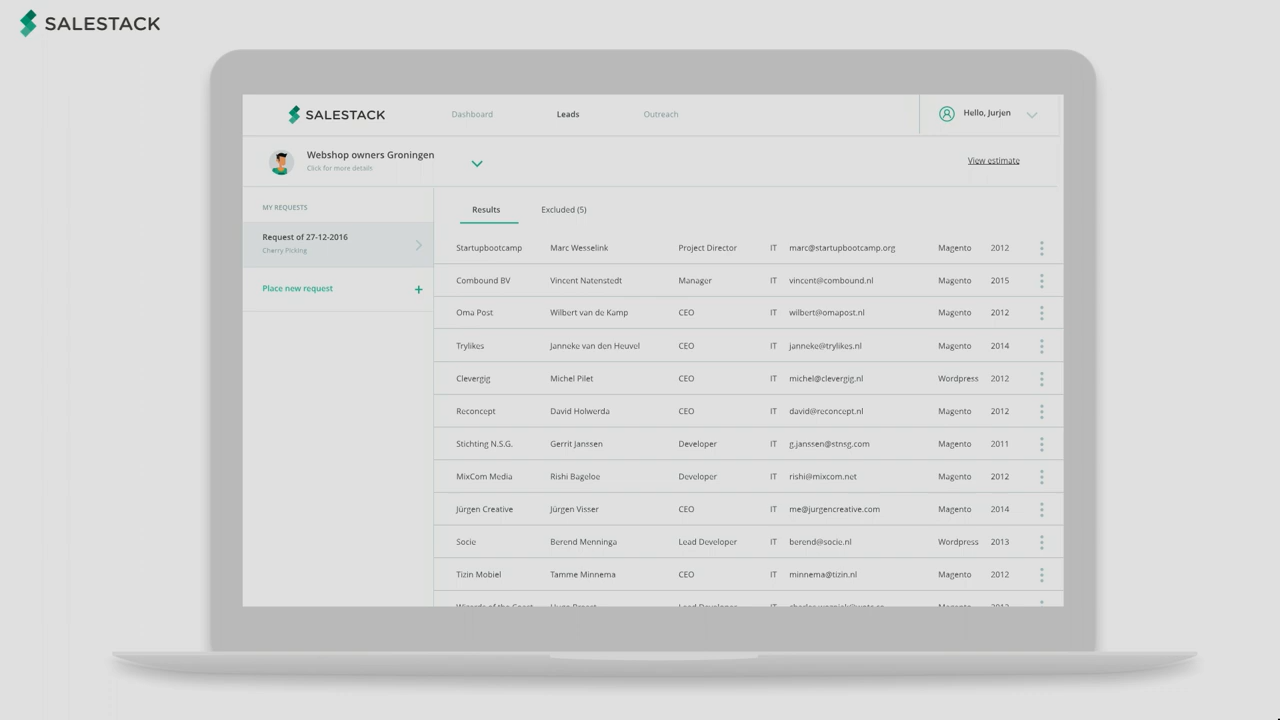 SALESTACK
SALESTACK Dashboard Leads Outreach Hello, Jurjen
Webshop owners Groningen
Click for more details
View estimate
MY REQUESTS
Request of 27-12-2016
Cherry Picking
Place new request +
Results Excluded (5)
Startupbootcamp Marc Wesselink Project Director IT marc@startupbootcamp.org Magento 2012
Combound BV Vincent Natenstedt Manager IT vincent@combound.nl Magento 2015
Oma Post Wilbert van de Kamp CEO IT wilbert@omapost.nl Magento 2012
Trylikes Janneke van den Heuvel CEO IT janneke@trylikes.nl Magento 2014
Clevergig Michel Pilet CEO IT michel@clevergig.nl Wordpress 2012
Reconcept David Holwerda CEO IT david@reconcept.nl Magento 2012
Stichting N.S.G. Gerrit Janssen Developer IT g.janssen@stnsg.com Magento 2011
MixCom Media Rishi Bageloe Developer IT rishi@mixcom.net Magento 2012
Jürgen Creative Jürgen Visser CEO IT me@jurgencreative.com Magento 2014
Socie Berend Menninga Lead Developer IT berend@socie.nl Wordpress 2013
Tizin Mobiel Tamme Minnema CEO IT minnema@tizin.nl Magento 2012